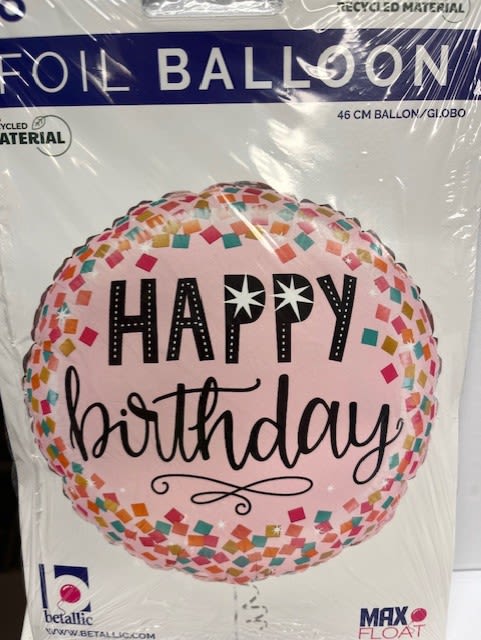 RECYCLED MATERIAL
FOIL BALLOON
46 CM BALLON/GLOBO
MATERIAL
HAPPY
birthday
betallic
WWW.BETALLIC.COM
MAX
FLOAT